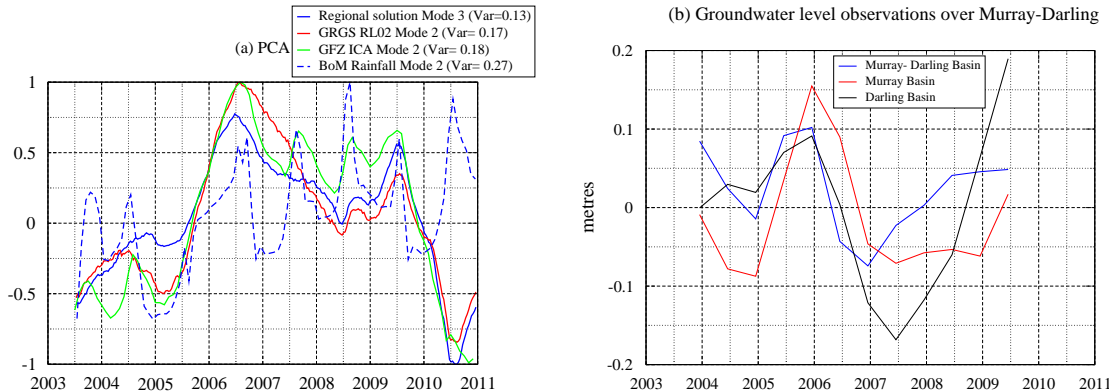 (a) PCA
Regional solution Mode 3 (Var=0.13)
GRGS RL02 Mode 2 (Var= 0.17)
GFZ ICA Mode 2 (Var= 0.18)
BoM Rainfall Mode 2 (Var= 0.27)
1
0.5
0
-0.5
-1
2003 2004 2005 2006 2007 2008 2009 2010 2011
(b) Groundwater level observations over Murray-Darling
Murray- Darling Basin
Murray Basin
Darling Basin
metres
0.2
0.1
0
-0.1
-0.2
2003 2004 2005 2006 2007 2008 2009 2010 2011